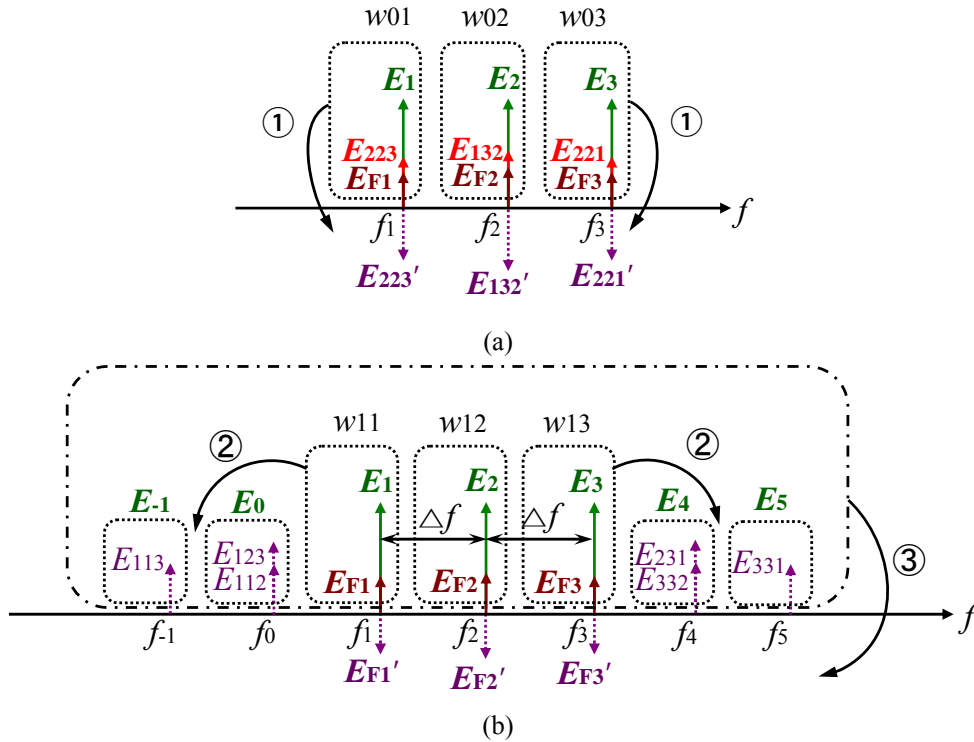 w01 w02 w03
E1 E2 E3
① ①
E223 E132 E221
EF1 EF2 EF3
f
f1 f2 f3
E223′ E132′ E221′
(a)
w11 w12 w13
② ②
E-1 E0 E1 E2 E3 E4 E5
△f △f
E113 E123 E231 E331 ③
E112 EF1 EF2 EF3 E332
f-1 f0 f1 f2 f3 f4 f5 f
EF1′ EF2′ EF3′
(b)